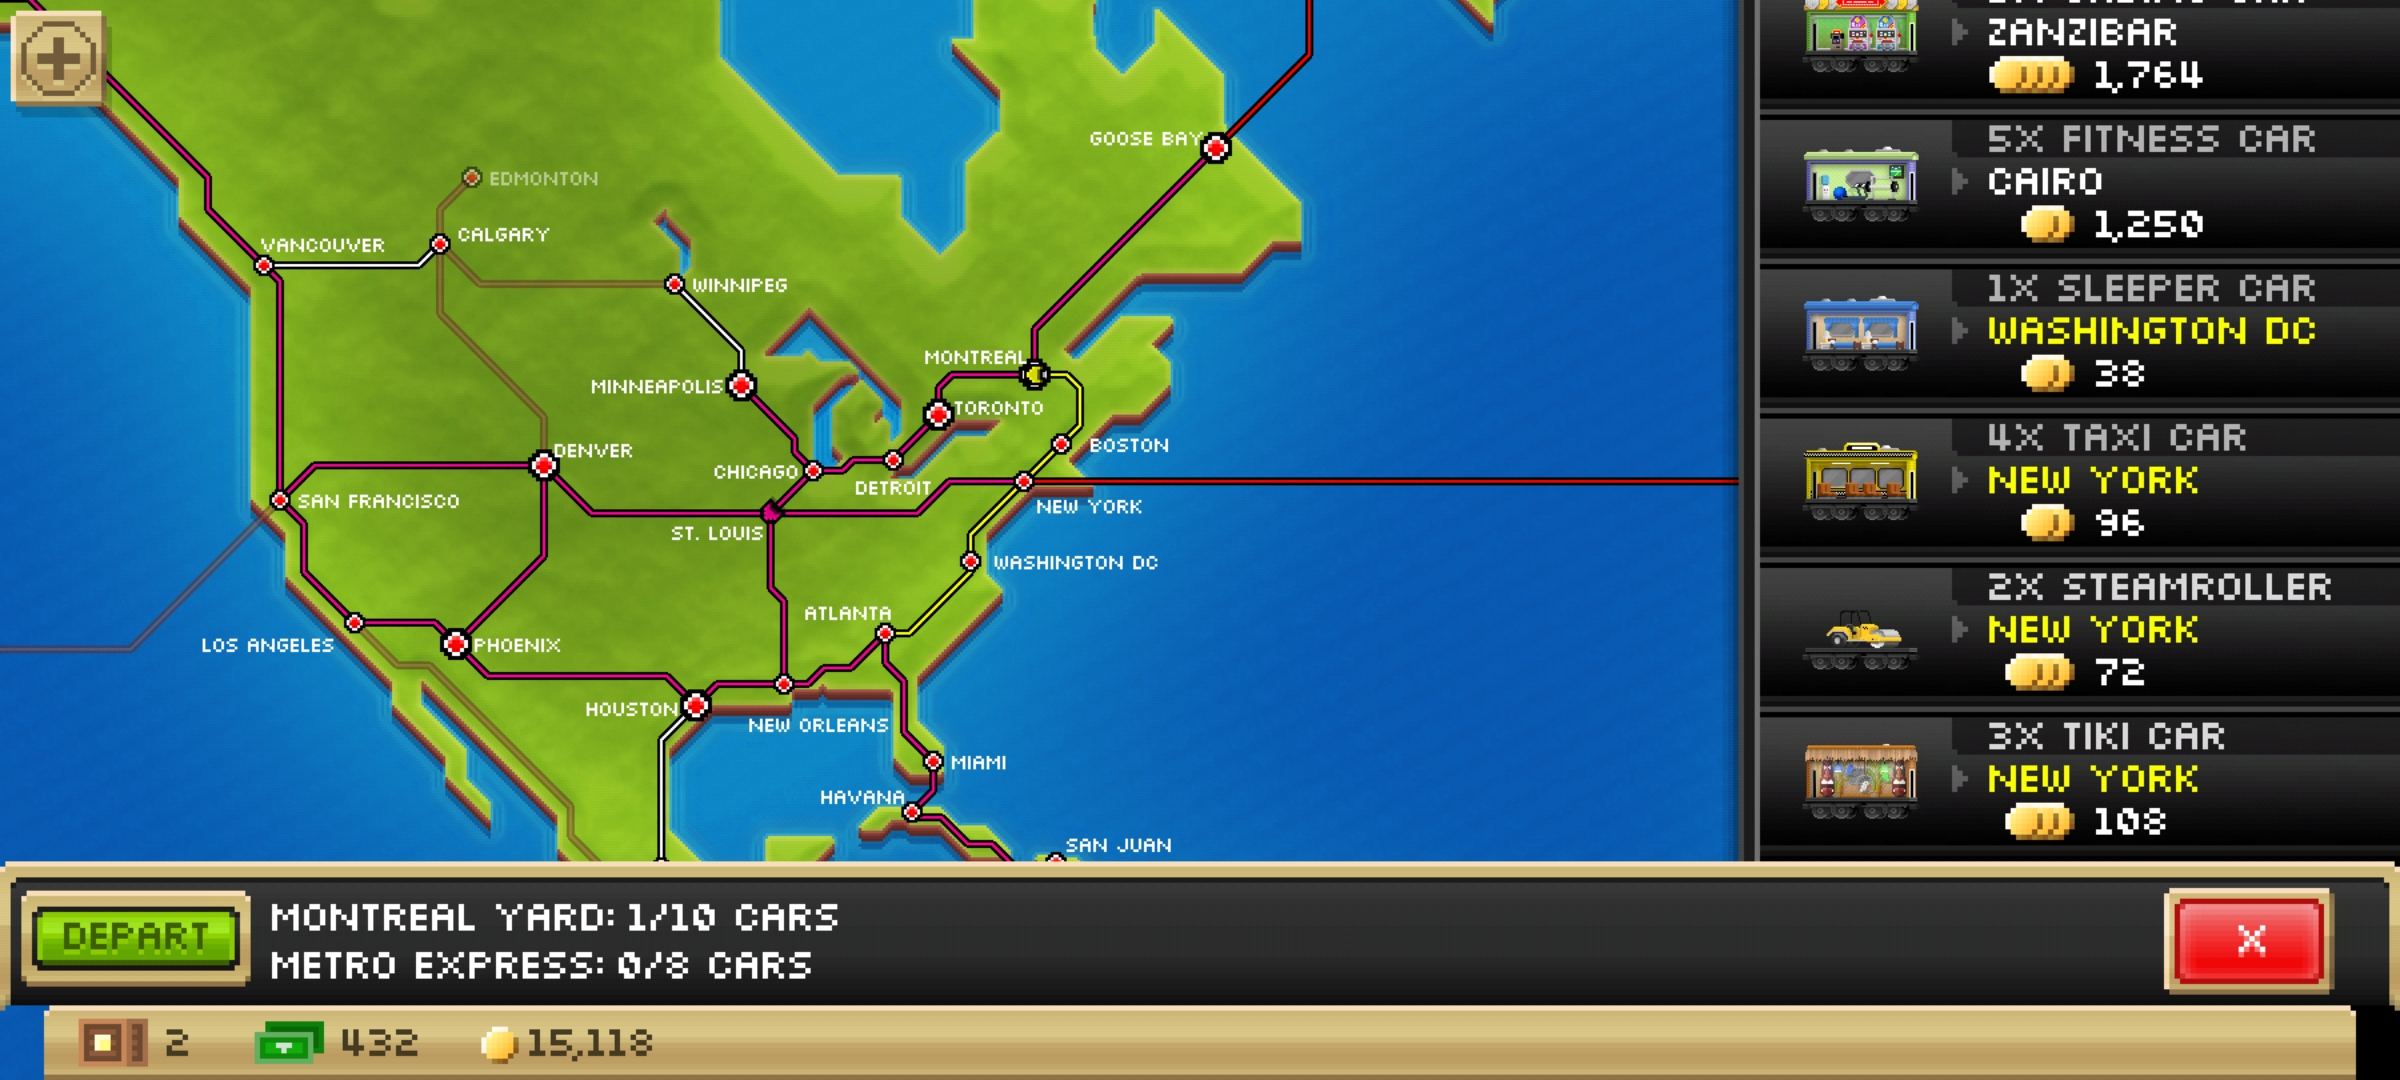 ZANZIBAR
1,764
GOOSE BAY
5X FITNESS CAR
CAIRO
1,250
EDMONTON
VANCOUVER
CALGARY
WINNIPEG
1X SLEEPER CAR
WASHINGTON DC
38
MONTREAL
MINNEAPOLIS
TORONTO
BOSTON
DENVER
CHICAGO
DETROIT
SAN FRANCISCO
NEW YORK
ST. LOUIS
4X TAXI CAR
NEW YORK
96
WASHINGTON DC
ATLANTA
LOS ANGELES
PHOENIX
2X STEAMROLLER
NEW YORK
72
HOUSTON
NEW ORLEANS
MIAMI
HAVANA
SAN JUAN
3X TIKI CAR
NEW YORK
108
DEPART
MONTREAL YARD: 1/10 CARS
METRO EXPRESS: 0/8 CARS
X
2
432
15,118